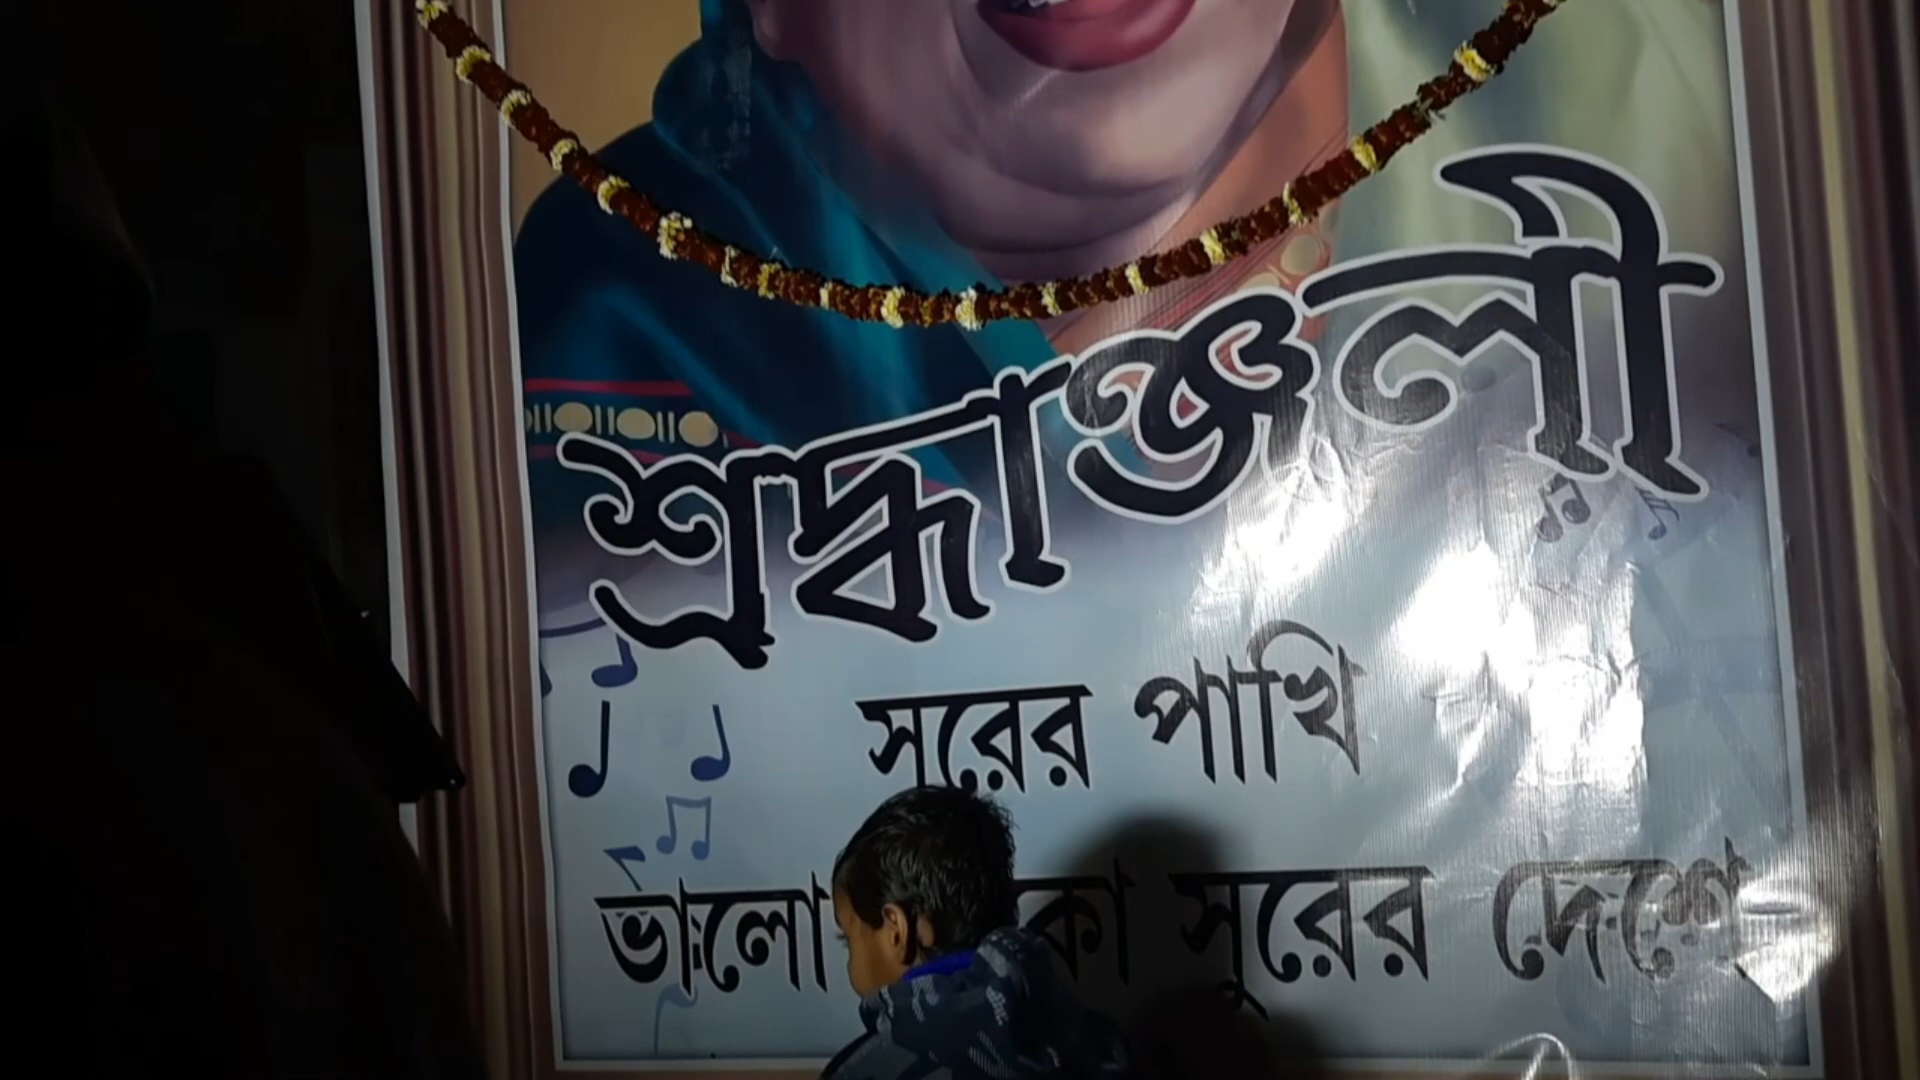 শ্রদ্ধাঞ্জলী
সুরের পাখি
ভালো কো সুরের দেশে